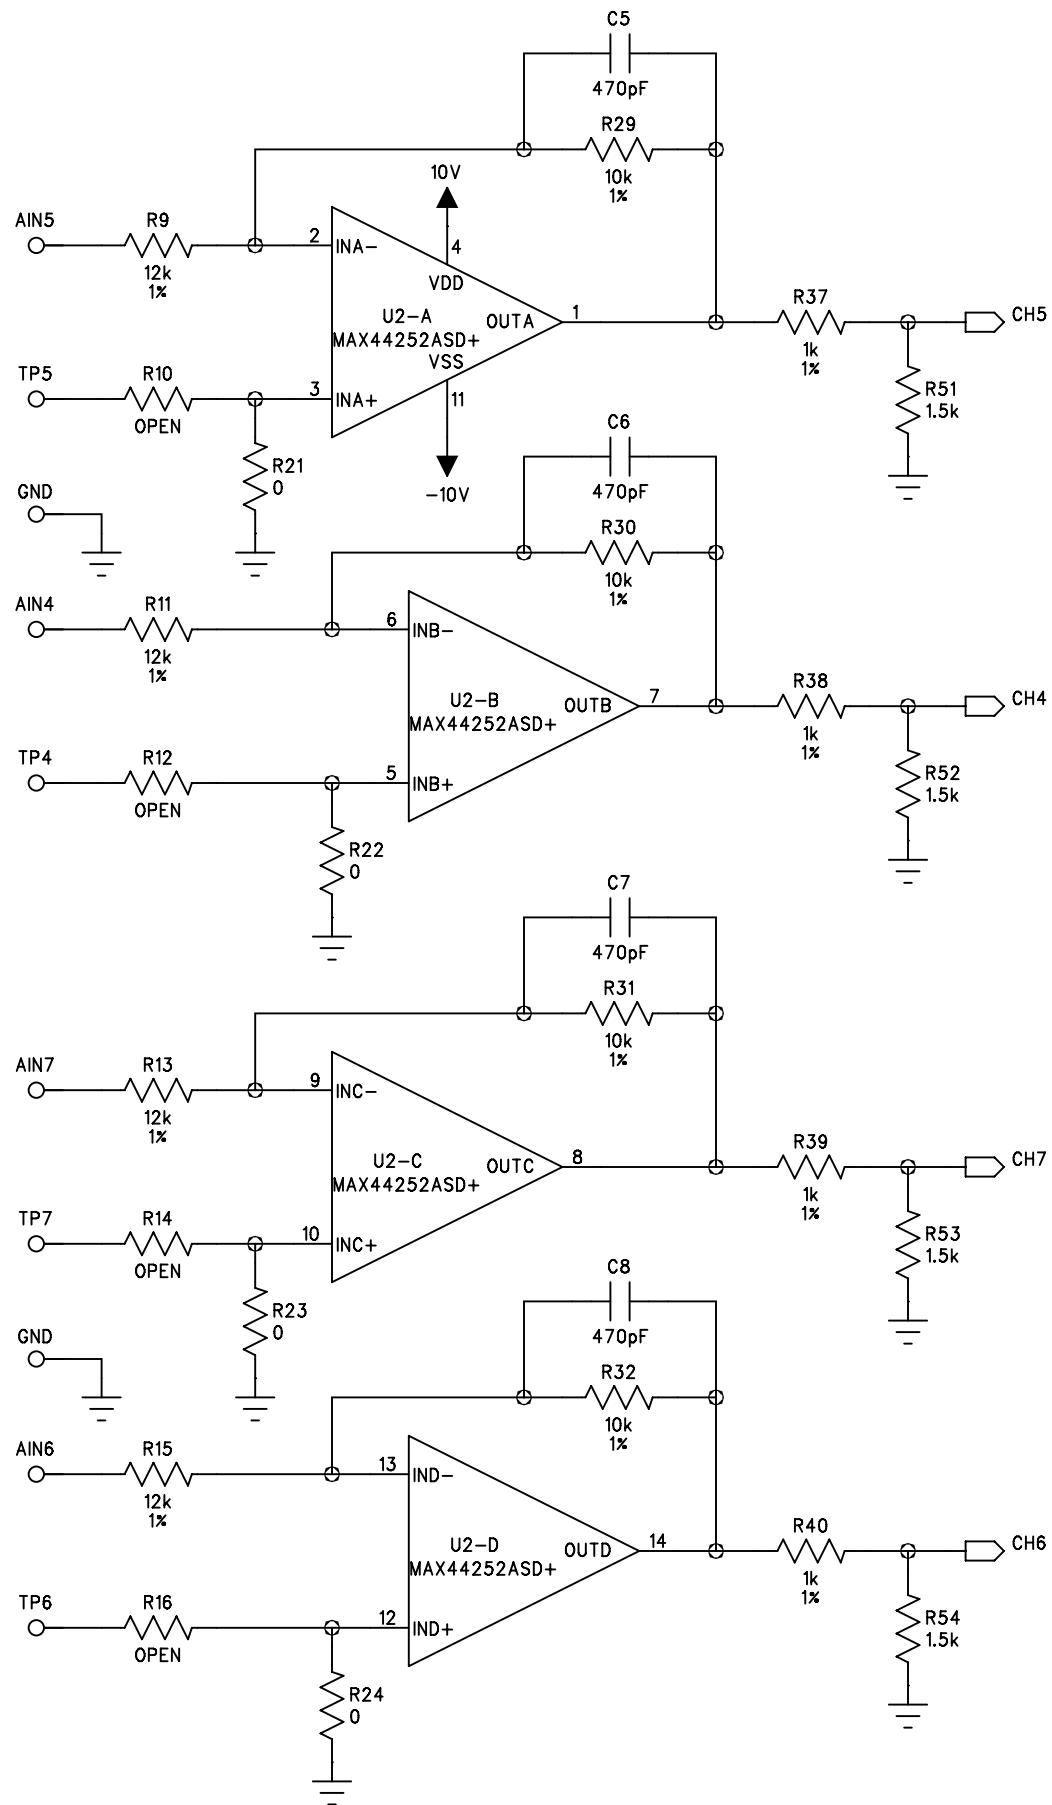 C5
470pF
R29
10k
1%
10V
AIN5
R9
12k
1%
2
INA-
4
VDD
U2-A
MAX44252ASD+
OUTA
1
VSS
R37
1k
1%
CH5
TP5
R10
OPEN
3
INA+
11
-10V
R51
1.5k
R21
0
GND
C6
470pF
R30
10k
1%
AIN4
R11
12k
1%
6
INB-
U2-B
MAX44252ASD+
OUTB
7
R38
1k
1%
CH4
TP4
R12
OPEN
5
INB+
R52
1.5k
R22
0
C7
470pF
R31
10k
1%
AIN7
R13
12k
1%
9
INC-
U2-C
MAX44252ASD+
OUTC
8
R39
1k
1%
CH7
TP7
R14
OPEN
10
INC+
R53
1.5k
R23
0
GND
C8
470pF
R32
10k
1%
AIN6
R15
12k
1%
13
IND-
U2-D
MAX44252ASD+
OUTD
14
R40
1k
1%
CH6
TP6
R16
OPEN
12
IND+
R54
1.5k
R24
0